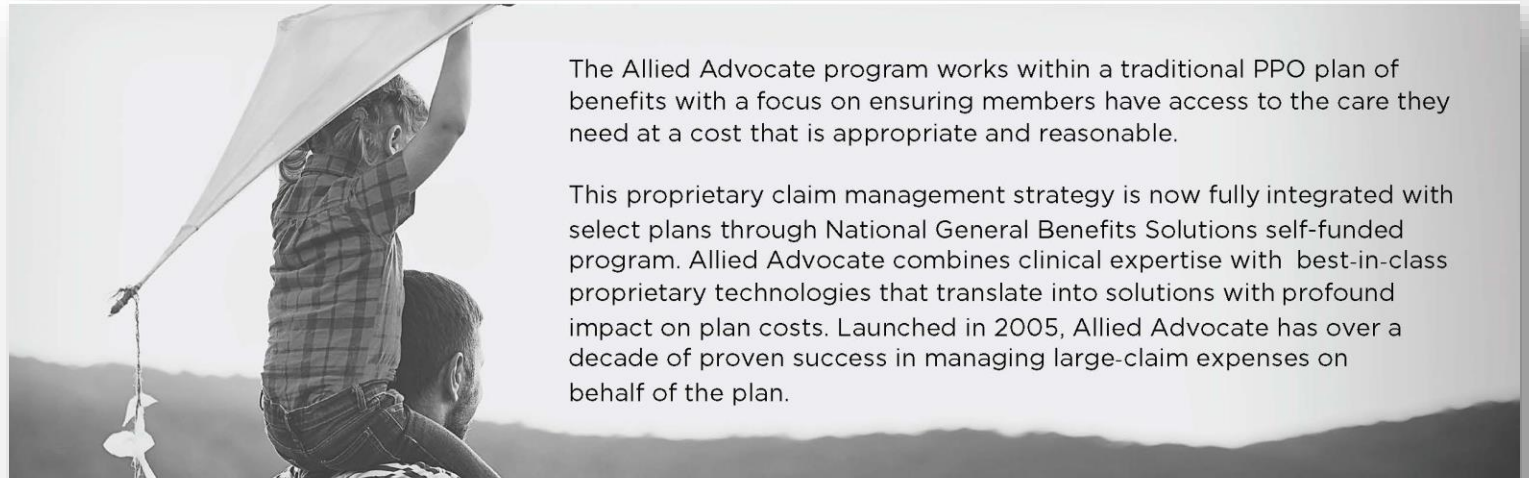 The Allied Advocate program works within a traditional PPO plan of
benefits with a focus on ensuring members have access to the care they
need at a cost that is appropriate and reasonable.
This proprietary claim management strategy is now fully integrated with
select plans through National General Benefits Solutions self-funded
program. Allied Advocate combines clinical expertise with best-in-class
proprietary technologies that translate into solutions with profound
impact on plan costs. Launched in 2005, Allied Advocate has over a
decade of proven success in managing large-claim expenses on
behalf of the plan.